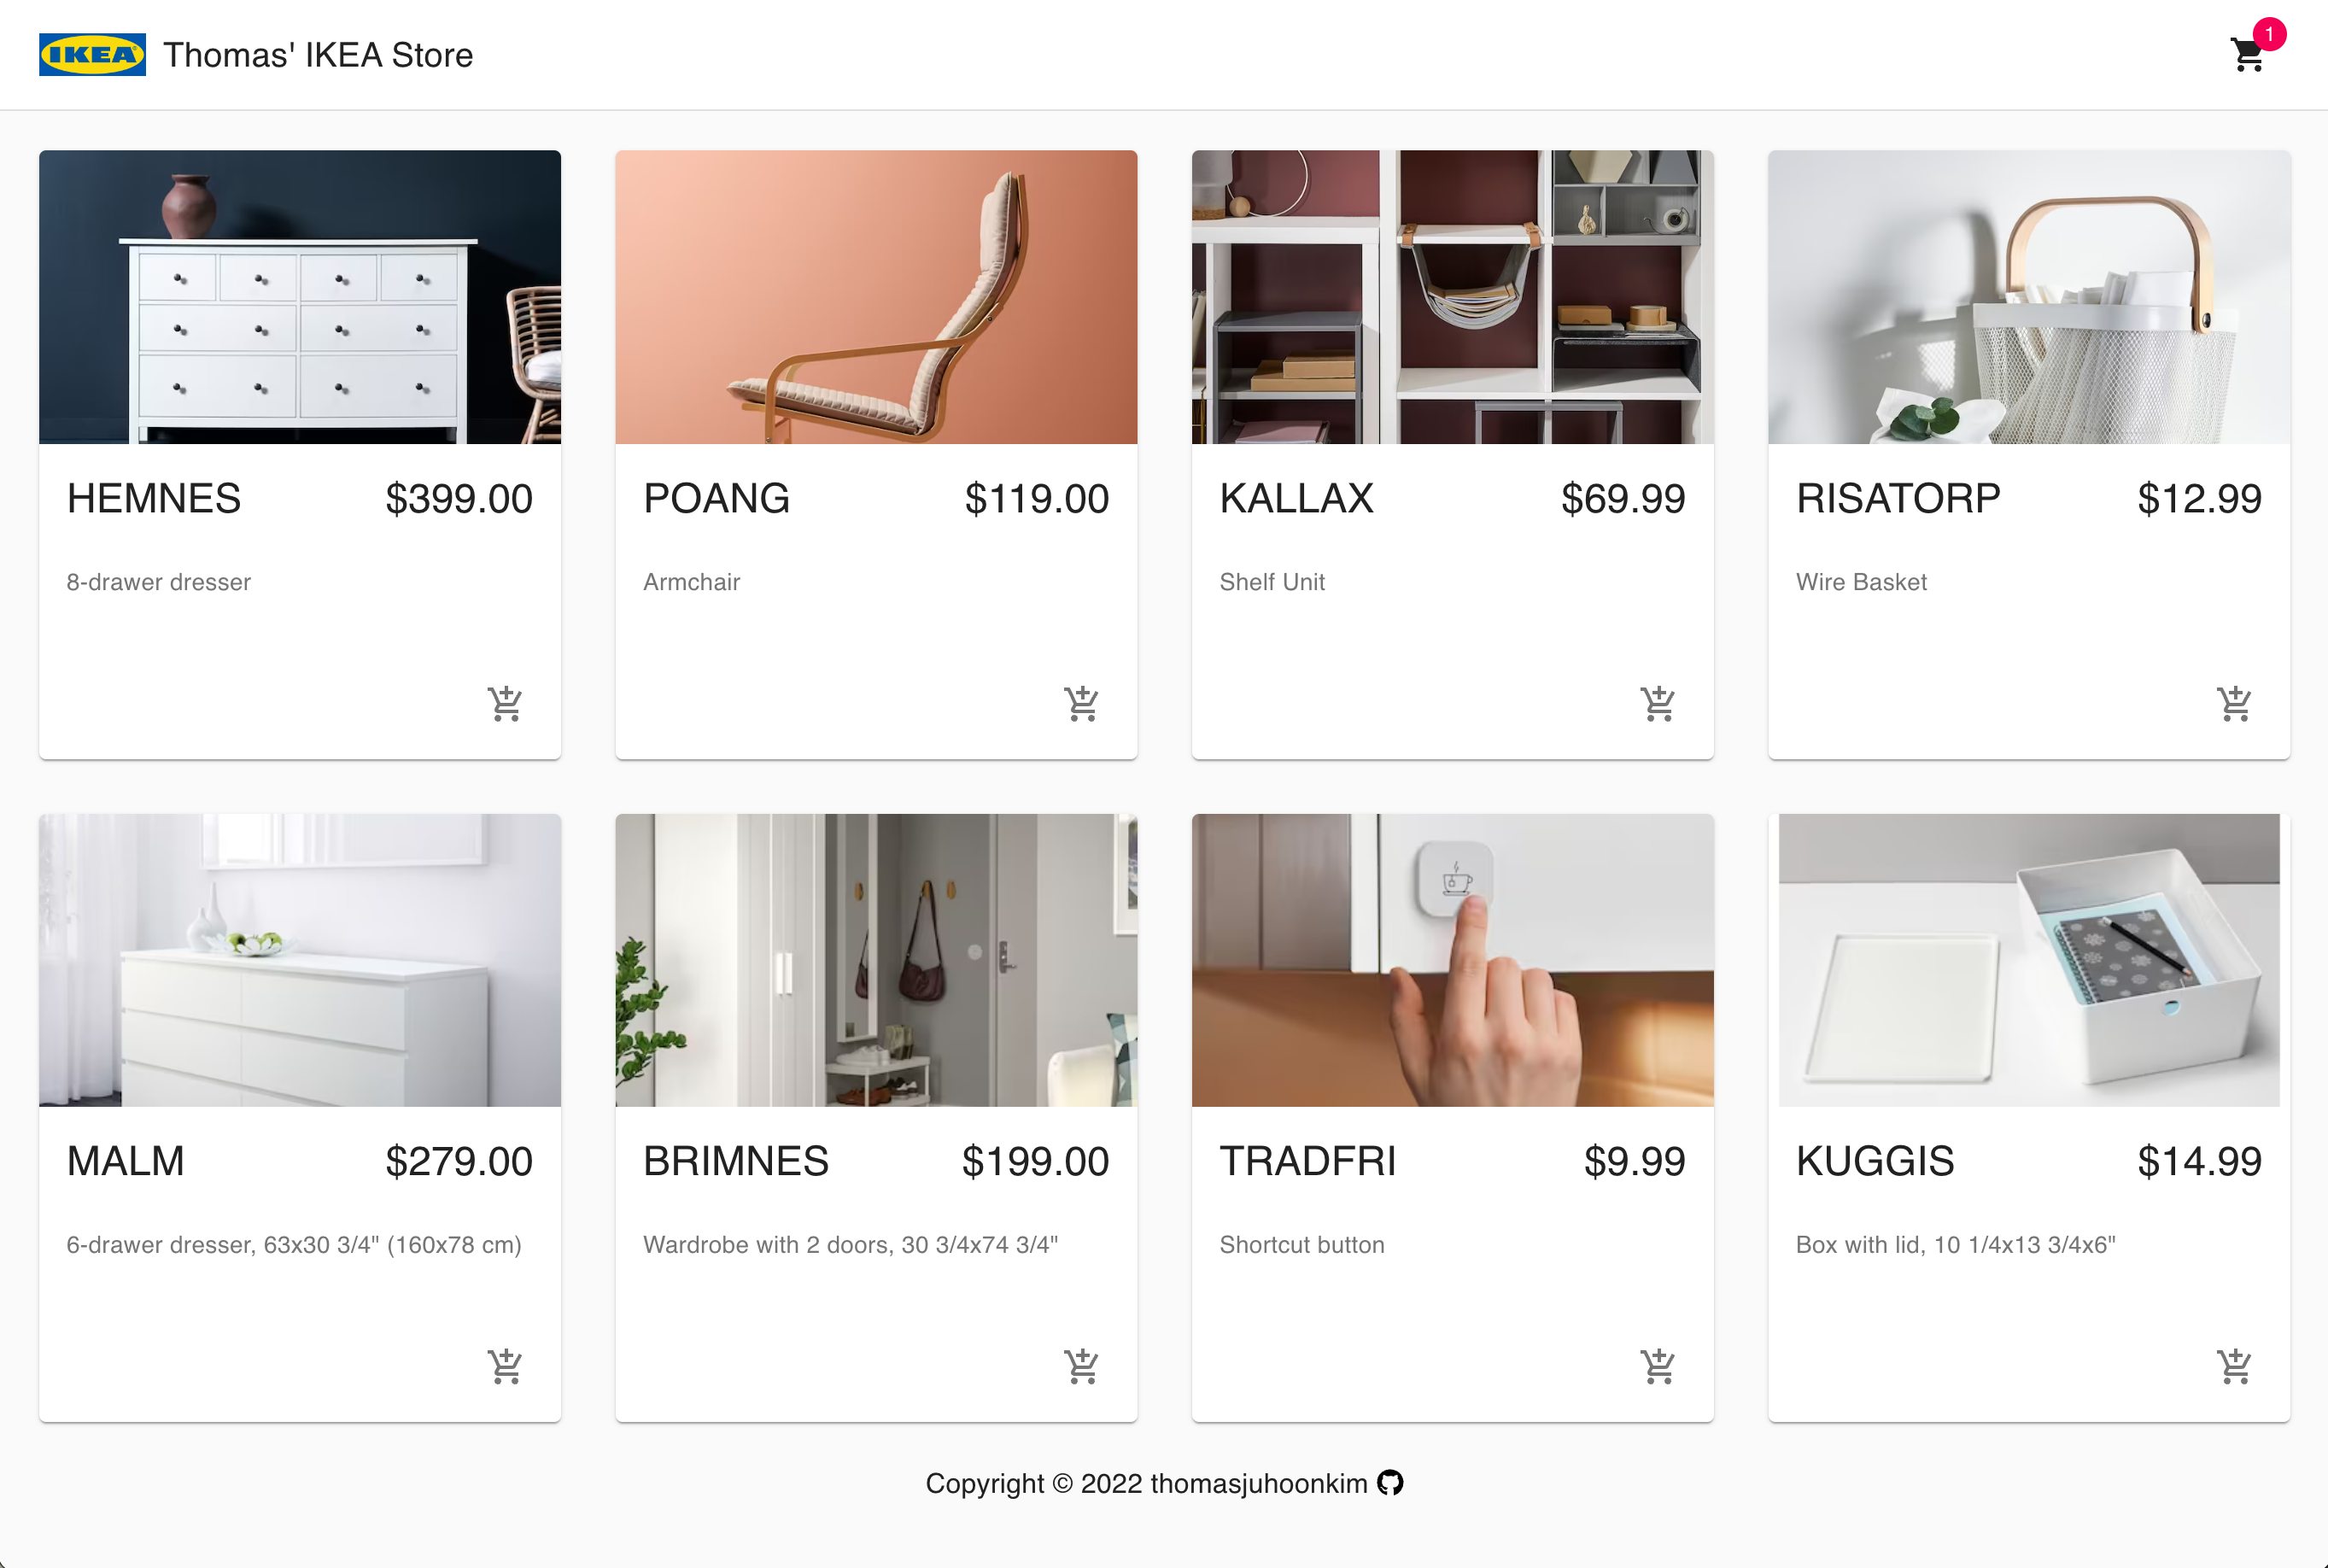 IKEA Thomas' IKEA Store 1
HEMNES $399.00
8-drawer dresser
POANG $119.00
Armchair
KALLAX $69.99
Shelf Unit
RISATORP $12.99
Wire Basket
MALM $279.00
6-drawer dresser, 63x30 3/4" (160x78 cm)
BRIMNES $199.00
Wardrobe with 2 doors, 30 3/4x74 3/4"
TRADFRI $9.99
Shortcut button
KUGGIS $14.99
Box with lid, 10 1/4x13 3/4x6"
Copyright © 2022 thomasjuhoonkim